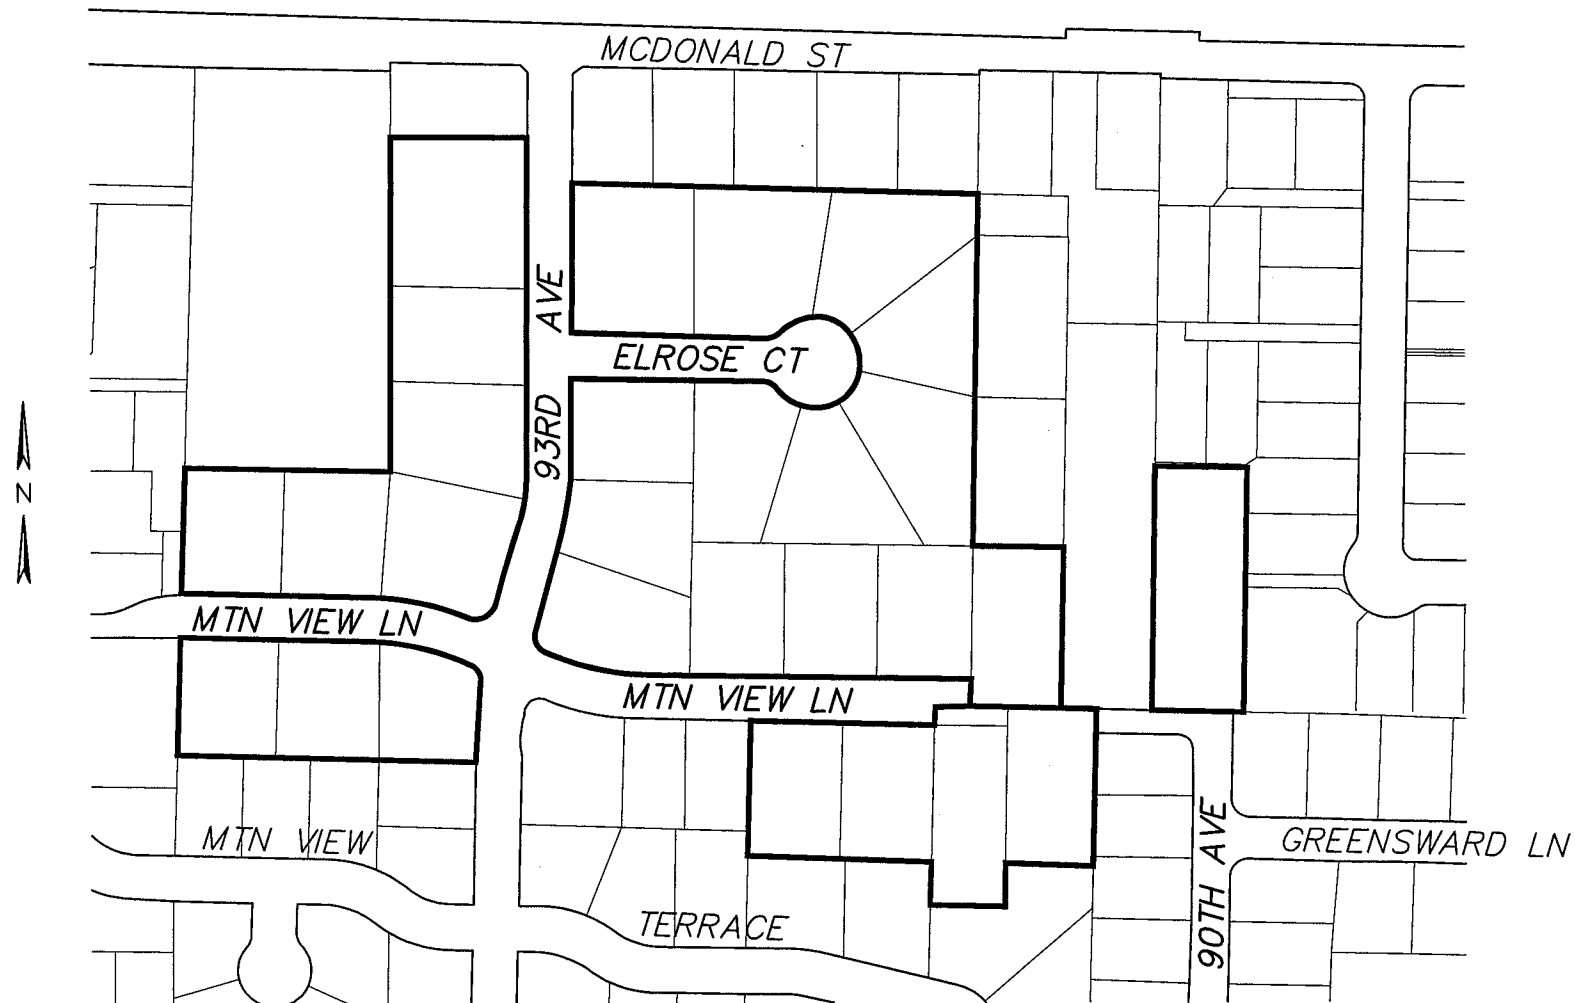 MCDONALD ST
93RD AVE
ELROSE CT
N
MTN VIEW LN
MTN VIEW LN
MTN VIEW
TERRACE
90TH AVE
GREENSWARD LN